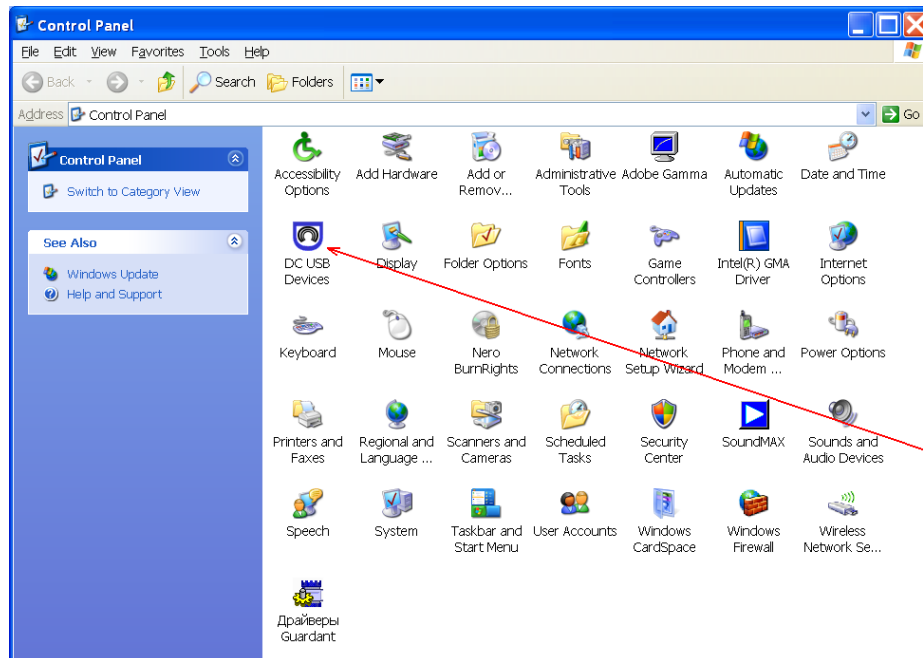 Control Panel
File Edit View Favorites Tools Help
Back Search Folders
Address Control Panel Go
Control Panel
Switch to Category View
See Also
Windows Update
Help and Support
Accessibility Options
Add Hardware
Add or Remov...
Administrative Tools
Adobe Gamma
Automatic Updates
Date and Time
DC USB Devices
Display
Folder Options
Fonts
Game Controllers
Intel(R) GMA Driver
Internet Options
Keyboard
Mouse
Nero BurnRights
Network Connections
Network Setup Wizard
Phone and Modem ...
Power Options
Printers and Faxes
Regional and Language ...
Scanners and Cameras
Scheduled Tasks
Security Center
SoundMAX
Sounds and Audio Devices
Speech
System
Taskbar and Start Menu
User Accounts
Windows CardSpace
Windows Firewall
Wireless Network Se...
Драйверы Guardant